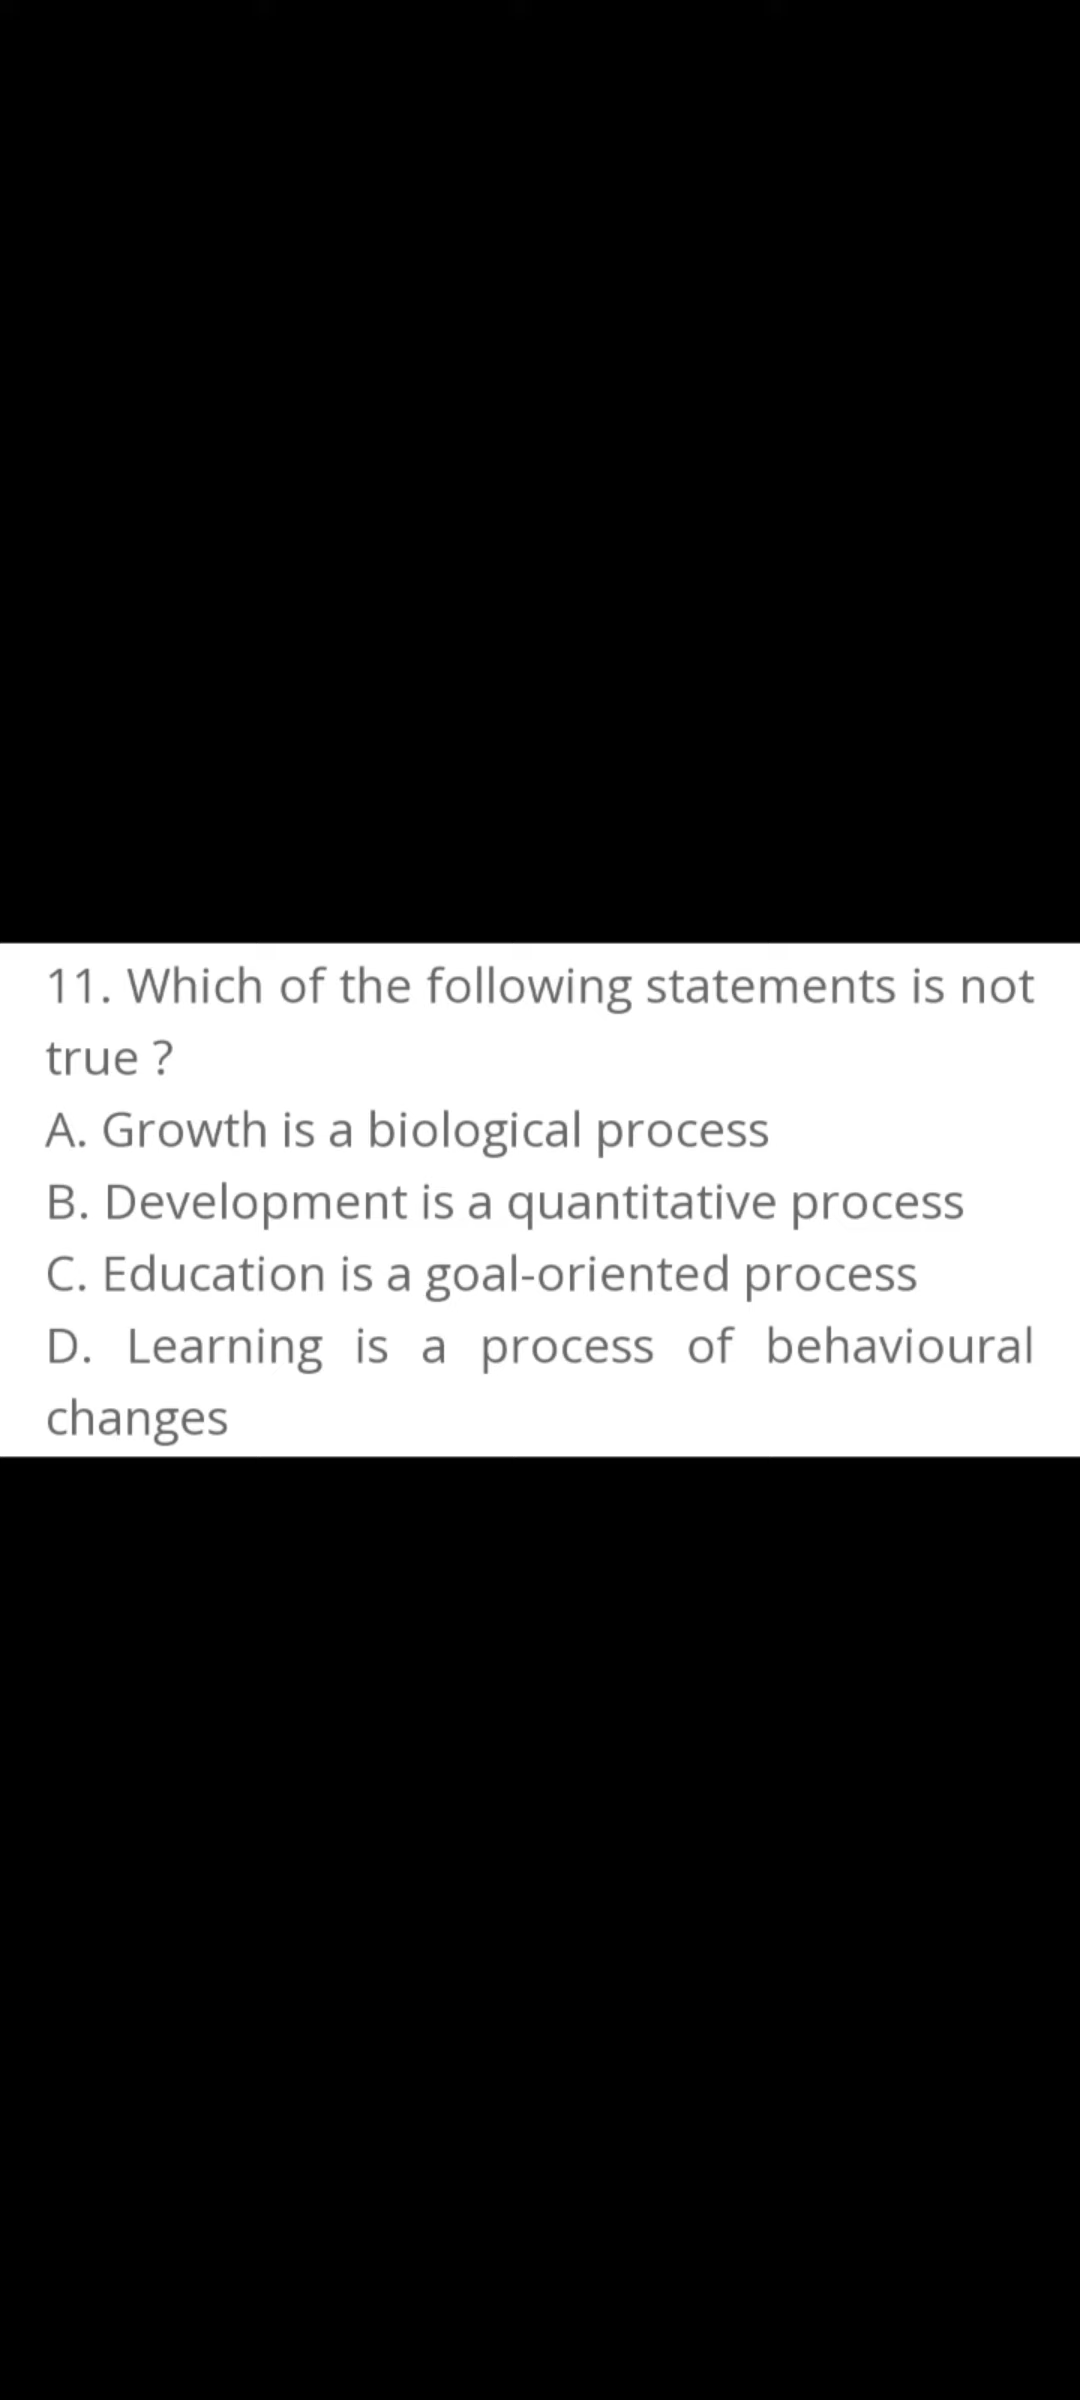 11. Which of the following statements is not
true ?
A. Growth is a biological process
B. Development is a quantitative process
C. Education is a goal-oriented process
D. Learning is a process of behavioural
changes